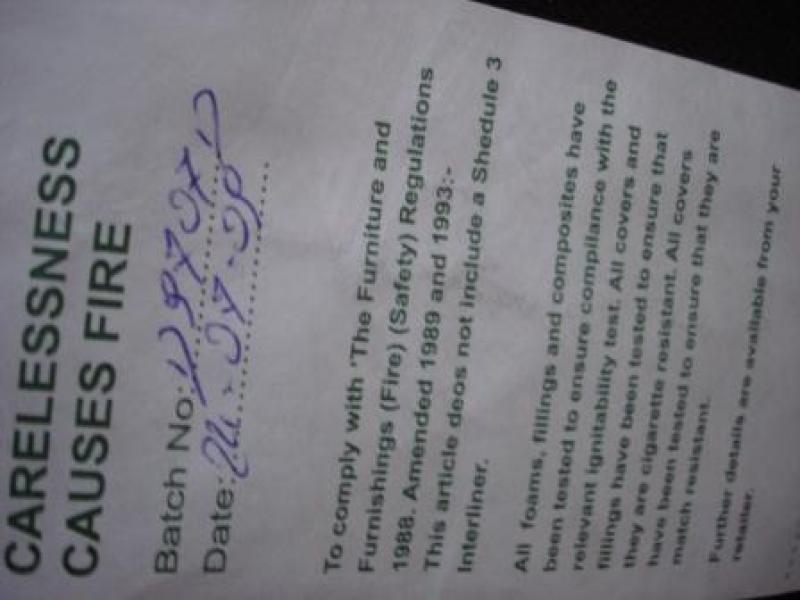 CARELESSNESS
CAUSES FIRE
Batch No:
Date: 24-07-08
To comply with 'The Furniture and
Furnishings (Fire) (Safety) Regulations
1988. Amended 1989 and 1993:-
This article deos not include a Shedule 3
Interliner.
All foams, fillings and composites have
been tested to ensure compilance with the
relevant ignitability test. All covers and
fillings have been tested to ensure that
they are cigarette resistant. All covers
have been tested to ensure that they are
match resistant.
Further details are available from your
retailer.